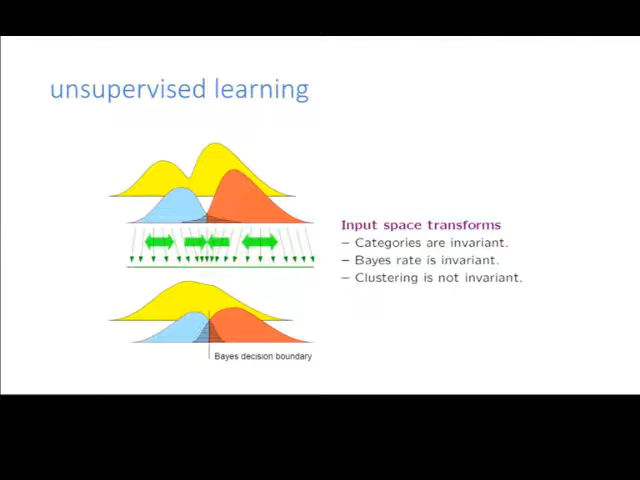 unsupervised learning
Input space transforms
– Categories are invariant.
– Bayes rate is invariant.
– Clustering is not invariant.
Bayes decision boundary